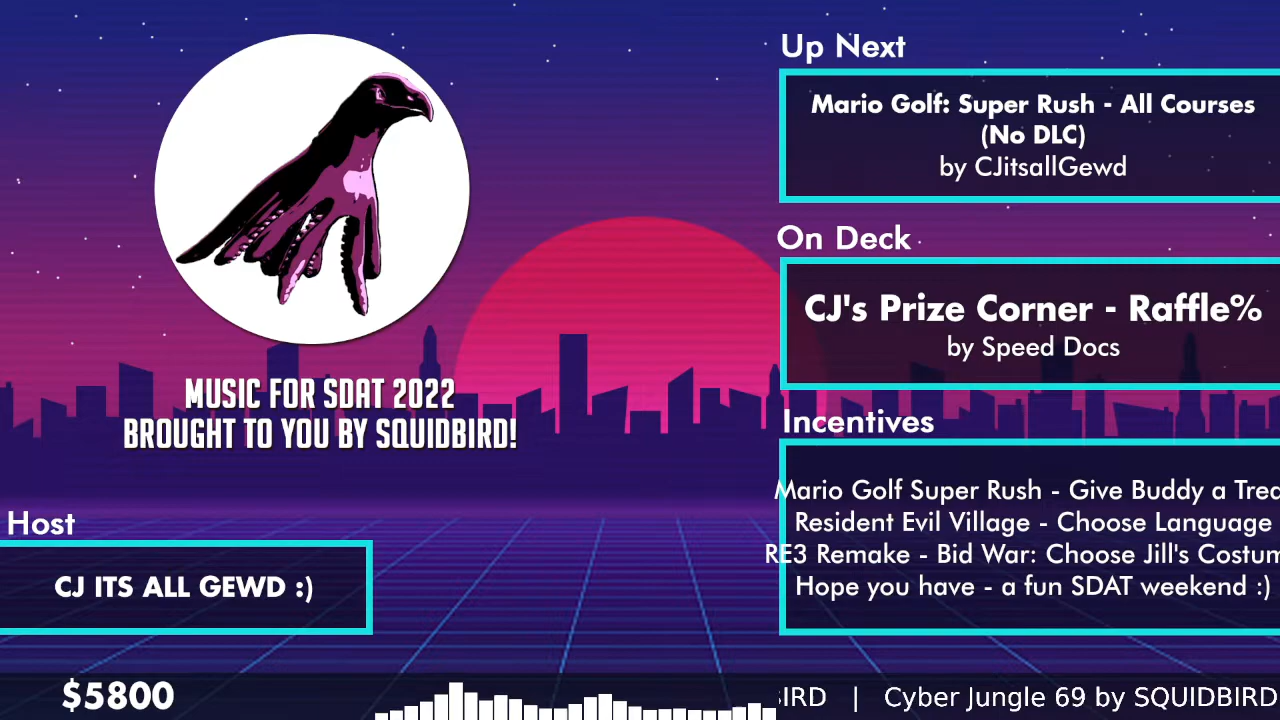 Up Next
Mario Golf: Super Rush - All Courses
(No DLC)
by CJitsallGewd
On Deck
CJ's Prize Corner - Raffle%
by Speed Docs
MUSIC FOR SDAT 2022
BROUGHT TO YOU BY SQUIDBIRD!
Incentives
Mario Golf Super Rush - Give Buddy a Trea
Resident Evil Village - Choose Language
RE3 Remake - Bid War: Choose Jill's Costum
Hope you have - a fun SDAT weekend :)
Host
CJ ITS ALL GEWD :)
$5800
BIRD | Cyber Jungle 69 by SQUIDBIRD